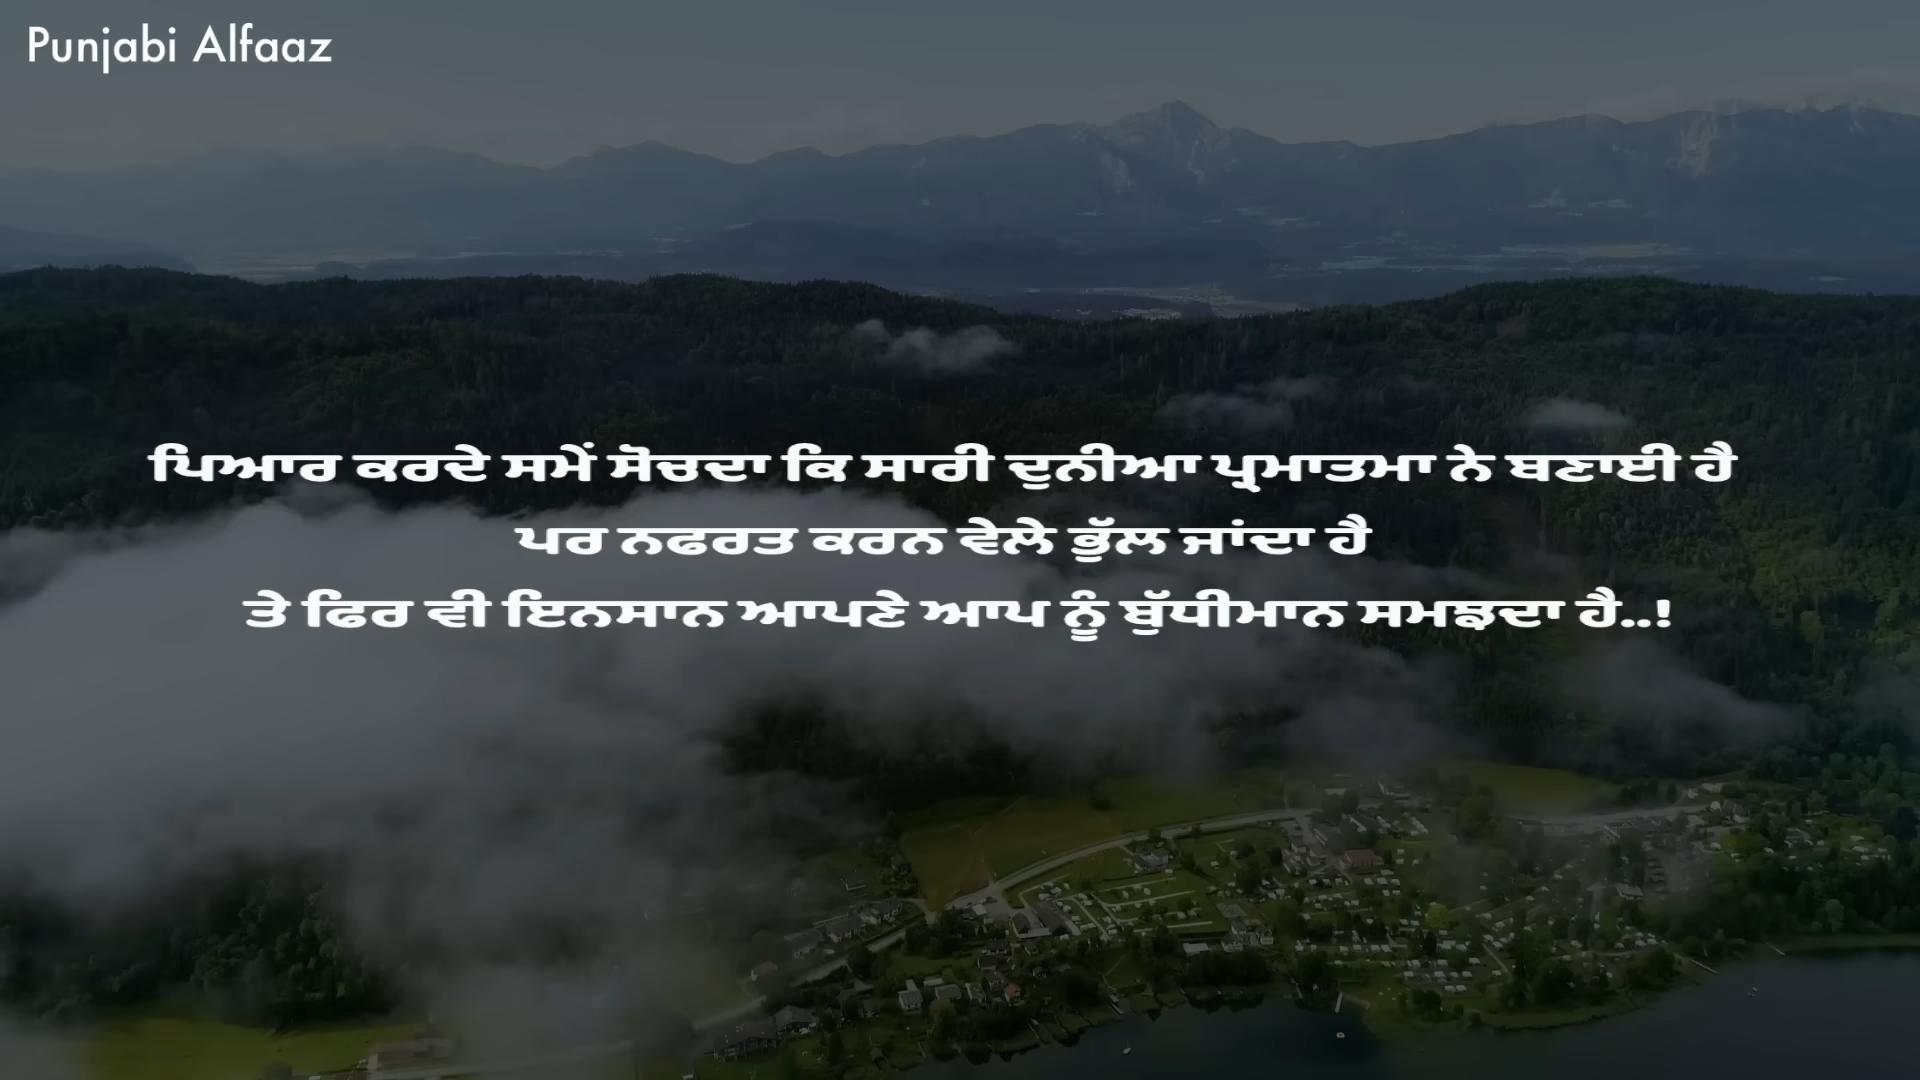 Punjabi Alfaaz
ਪਿਆਰ ਕਰਦੇ ਸਮੇਂ ਸੋਚਦਾ ਕਿ ਸਾਰੀ ਦੁਨੀਆ ਪ੍ਰਮਾਤਮਾ ਨੇ ਬਣਾਈ ਹੈ
ਪਰ ਨਫਰਤ ਕਰਨ ਵੇਲੇ ਭੁੱਲ ਜਾਂਦਾ ਹੈ
ਤੇ ਫਿਰ ਵੀ ਇਨਸਾਨ ਆਪਣੇ ਆਪ ਨੂੰ ਬੁੱਧੀਮਾਨ ਸਮਝਦਾ ਹੈ..!